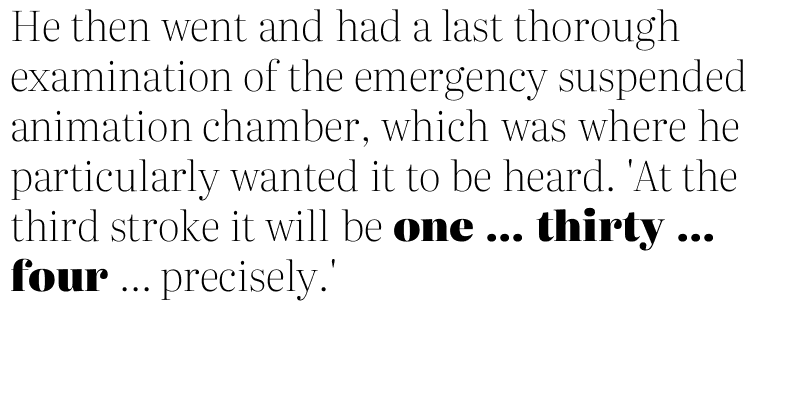 He then went and had a last thorough
examination of the emergency suspended
animation chamber, which was where he
particularly wanted it to be heard. 'At the
third stroke it will be one ... thirty ...
four ... precisely.'